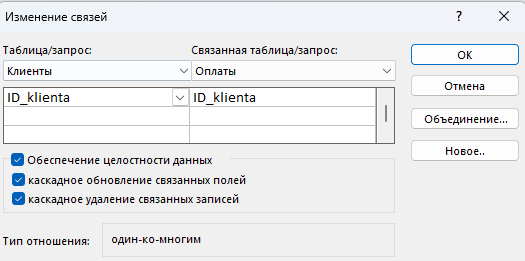 Изменение связей
?
Таблица/запрос: Связанная таблица/запрос:
Клиенты Оплаты
ID_klienta ID_klienta
ОК
Отмена
Объединение...
Новое..
Обеспечение целостности данных
каскадное обновление связанных полей
каскадное удаление связанных записей
Тип отношения: один-ко-многим